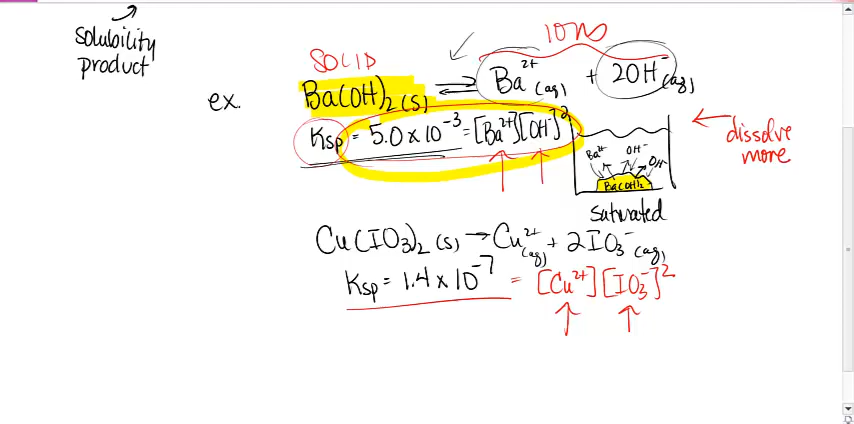 solubility
product
IONS
SOLID
ex. Ba(OH)₂ (s) ⇌ Ba²⁺(aq) + 2OH⁻(aq)
Ksp = 5.0 x 10⁻³ = [Ba²⁺][OH⁻]²
dissolve
more
Ba²⁺ OH⁻ OH⁻
Ba(OH)₂
saturated
Cu(IO₃)₂ (s) → Cu²⁺(aq) + 2IO₃⁻(aq)
Ksp = 1.4 x 10⁻⁷ = [Cu²⁺][IO₃⁻]²